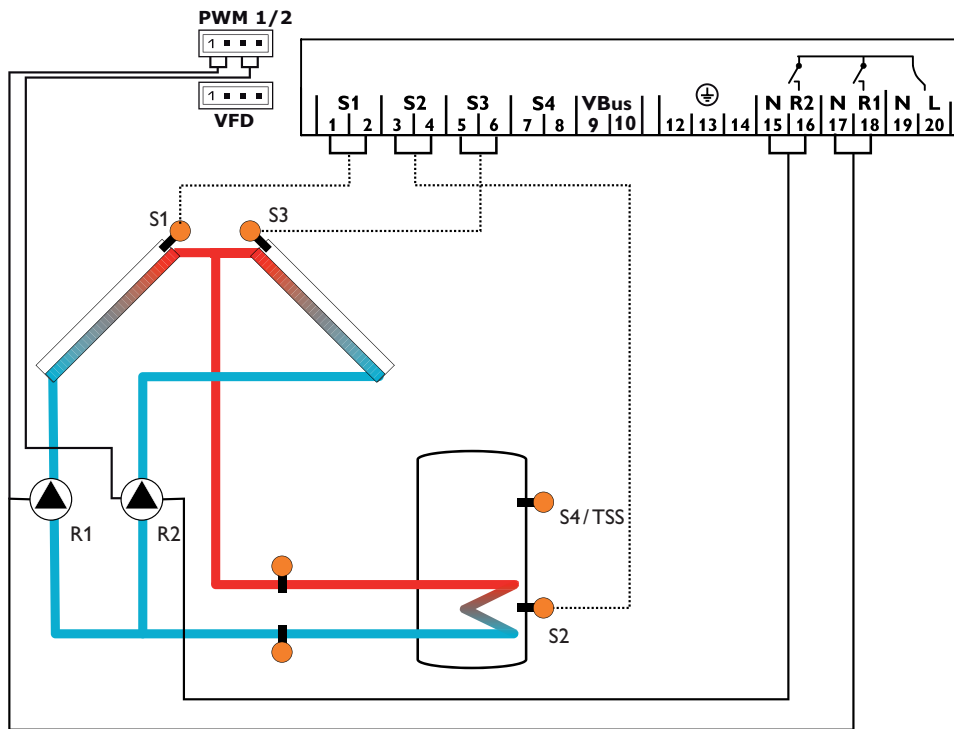 PWM 1/2
1
1
VFD
S1 S2 S3 S4 VBus N R2 N R1 N L
1 2 3 4 5 6 7 8 9 10 12 13 14 15 16 17 18 19 20
S1 S3
S4/TSS
R1 R2
S2